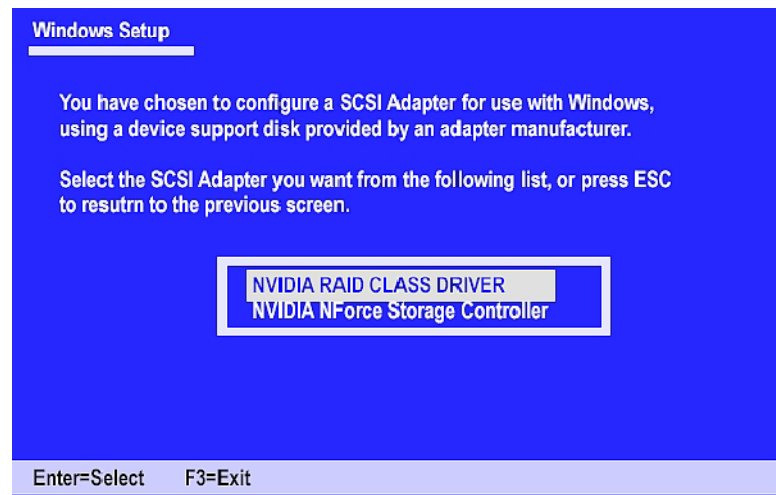 Windows Setup
You have chosen to configure a SCSI Adapter for use with Windows,
using a device support disk provided by an adapter manufacturer.
Select the SCSI Adapter you want from the following list, or press ESC
to resutrn to the previous screen.
NVIDIA RAID CLASS DRIVER
NVIDIA NForce Storage Controller
Enter=Select F3=Exit